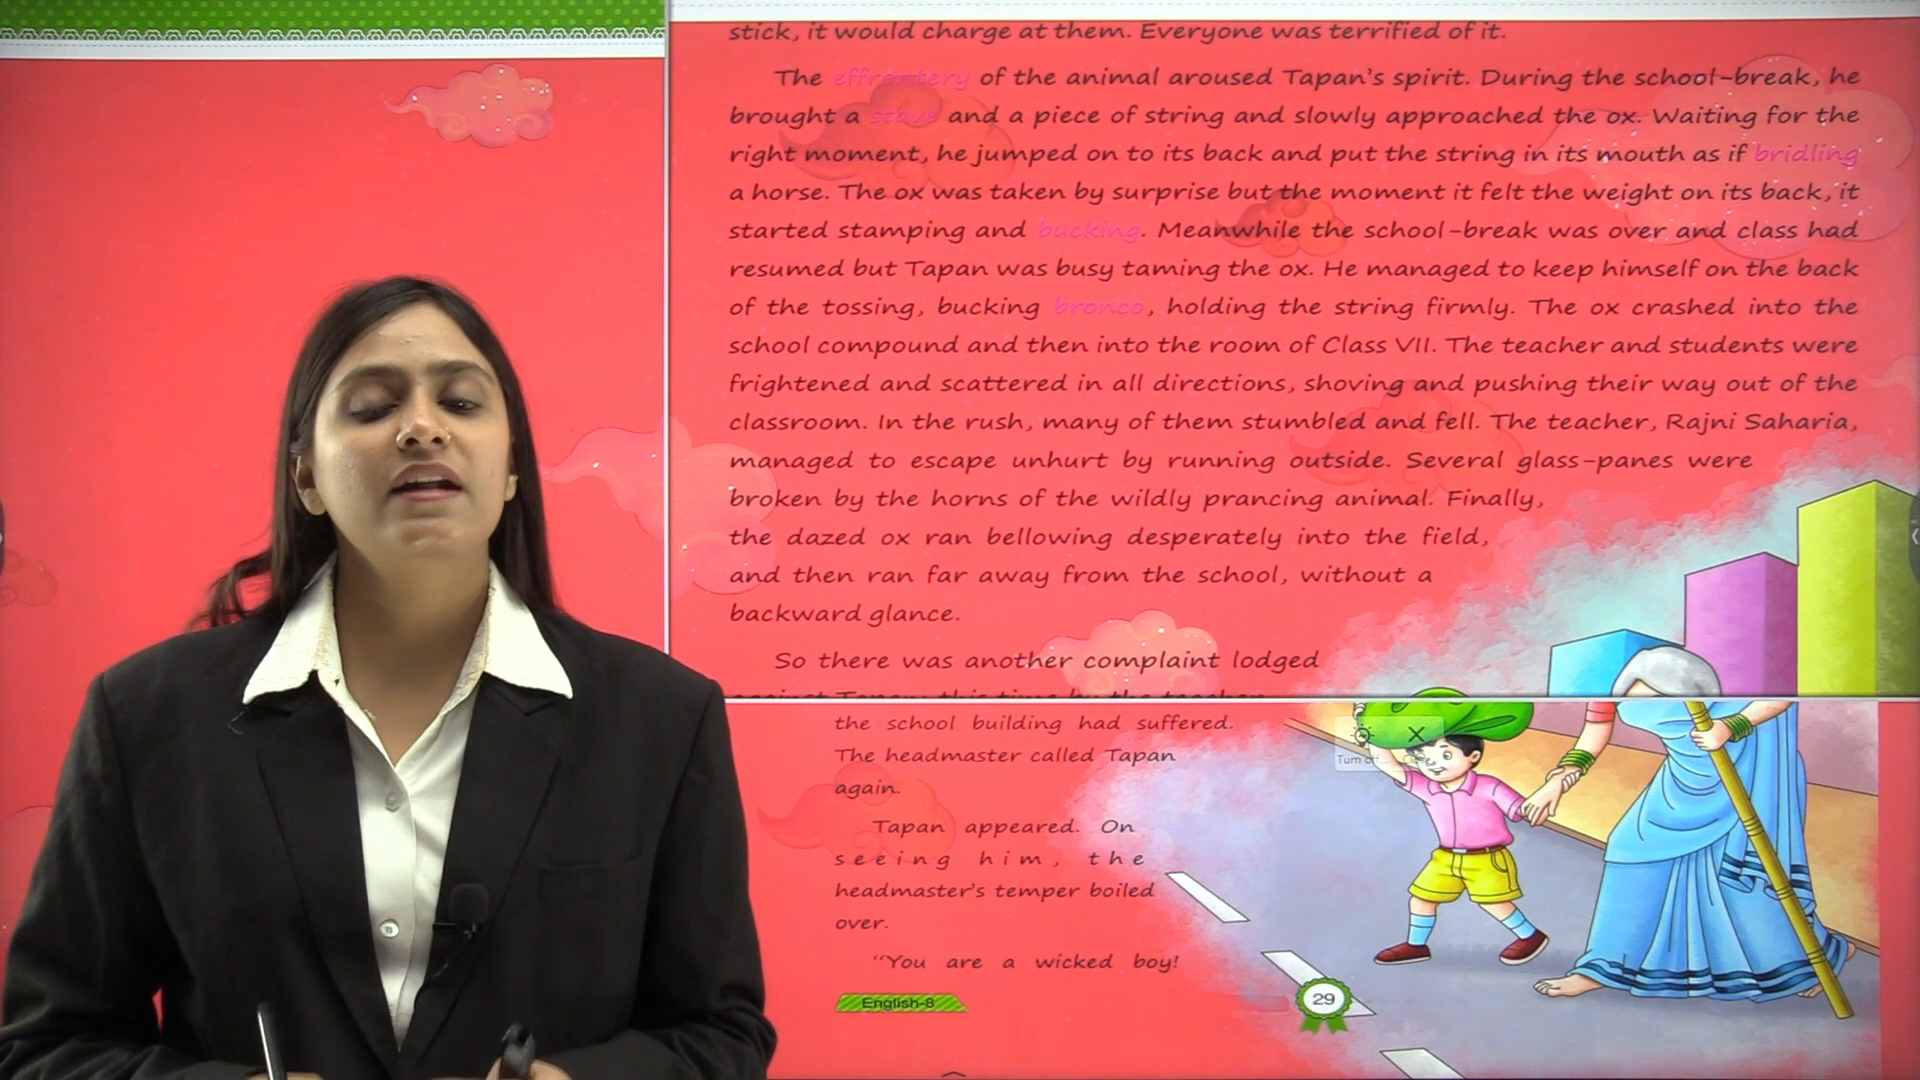 stick, it would charge at them. Everyone was terrified of it.
The effrontery of the animal aroused Tapan's spirit. During the school-break, he
brought a stave and a piece of string and slowly approached the ox. Waiting for the
right moment, he jumped on to its back and put the string in its mouth as if bridling
a horse. The ox was taken by surprise but the moment it felt the weight on its back, it
started stamping and bucking. Meanwhile the school-break was over and class had
resumed but Tapan was busy taming the ox. He managed to keep himself on the back
of the tossing, bucking bronco, holding the string firmly. The ox crashed into the
school compound and then into the room of Class VII. The teacher and students were
frightened and scattered in all directions, shoving and pushing their way out of the
classroom. In the rush, many of them stumbled and fell. The teacher, Rajni Saharia,
managed to escape unhurt by running outside. Several glass-panes were
broken by the horns of the wildly prancing animal. Finally,
the dazed ox ran bellowing desperately into the field,
and then ran far away from the school, without a
backward glance.
So there was another complaint lodged
against Tapan, this time by the teacher
the school building had suffered.
The headmaster called Tapan
again.
Tapan appeared. On
seeing him, the
headmaster's temper boiled
over.
"You are a wicked boy!
English-8
29
Turn off